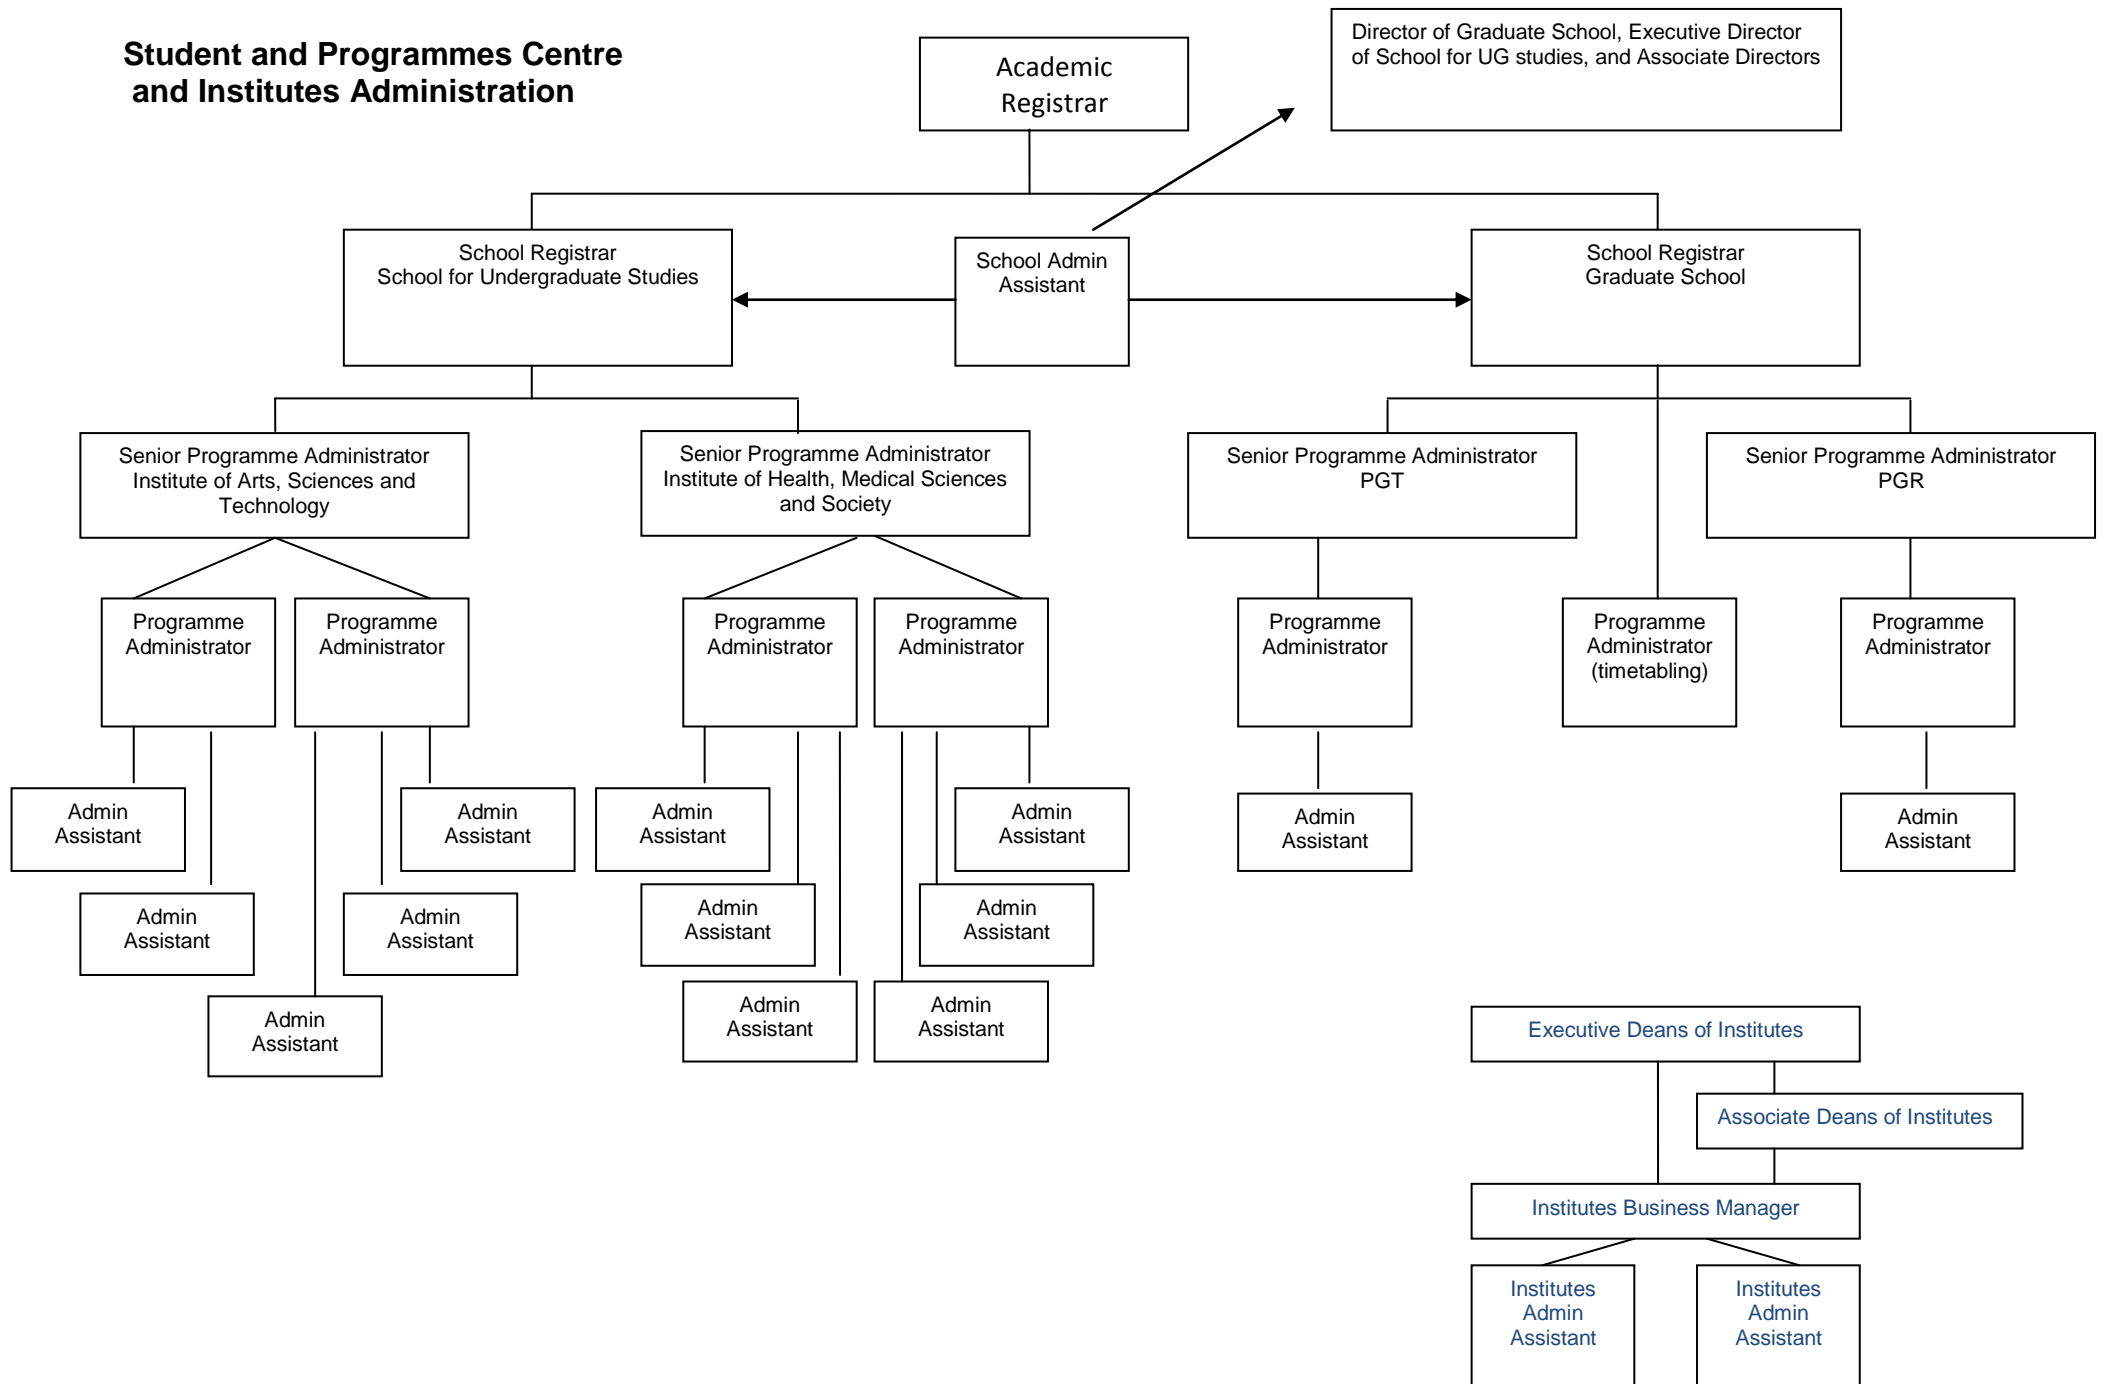 Student and Programmes Centre
and Institutes Administration
Academic
Registrar
Director of Graduate School, Executive Director
of School for UG studies, and Associate Directors
School Registrar
School for Undergraduate Studies
School Admin
Assistant
School Registrar
Graduate School
Senior Programme Administrator
Institute of Arts, Sciences and
Technology
Senior Programme Administrator
Institute of Health, Medical Sciences
and Society
Senior Programme Administrator
PGT
Senior Programme Administrator
PGR
Programme
Administrator
Programme
Administrator
Programme
Administrator
Programme
Administrator
Programme
Administrator
Programme
Administrator
(timetabling)
Programme
Administrator
Admin
Assistant
Admin
Assistant
Admin
Assistant
Admin
Assistant
Admin
Assistant
Admin
Assistant
Admin
Assistant
Admin
Assistant
Admin
Assistant
Admin
Assistant
Admin
Assistant
Admin
Assistant
Admin
Assistant
Executive Deans of Institutes
Associate Deans of Institutes
Institutes Business Manager
Institutes
Admin
Assistant
Institutes
Admin
Assistant